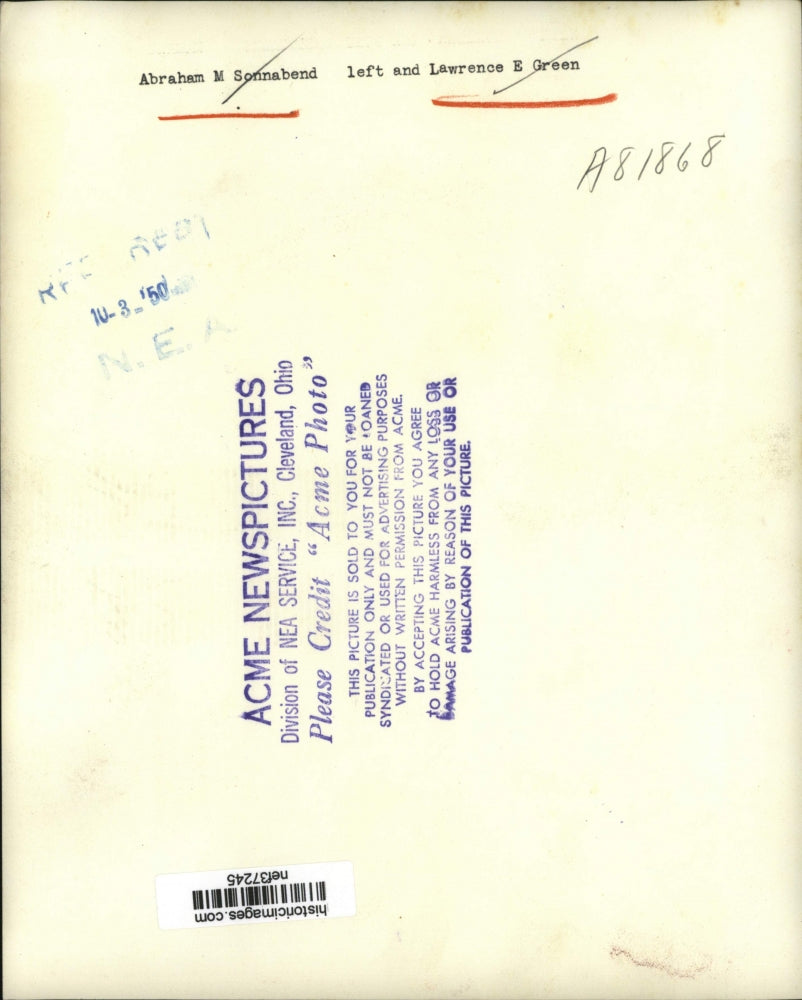 Abraham M Sonnabend left and Lawrence E Green
A81868
REF DEPT
10-3-'50
N. E. A
ACME NEWSPICTURES
Division of NEA SERVICE, INC., Cleveland, Ohio
Please Credit "Acme Photo"
THIS PICTURE IS SOLD TO YOU FOR YOUR
PUBLICATION ONLY AND MUST NOT BE LOANED
SYNDICATED OR USED FOR ADVERTISING PURPOSES
WITHOUT WRITTEN PERMISSION FROM ACME.
BY ACCEPTING THIS PICTURE YOU AGREE
TO HOLD ACME HARMLESS FROM ANY LOSS OR
DAMAGE ARISING BY REASON OF YOUR USE OR
PUBLICATION OF THIS PICTURE.
historicimages.com
nef37245